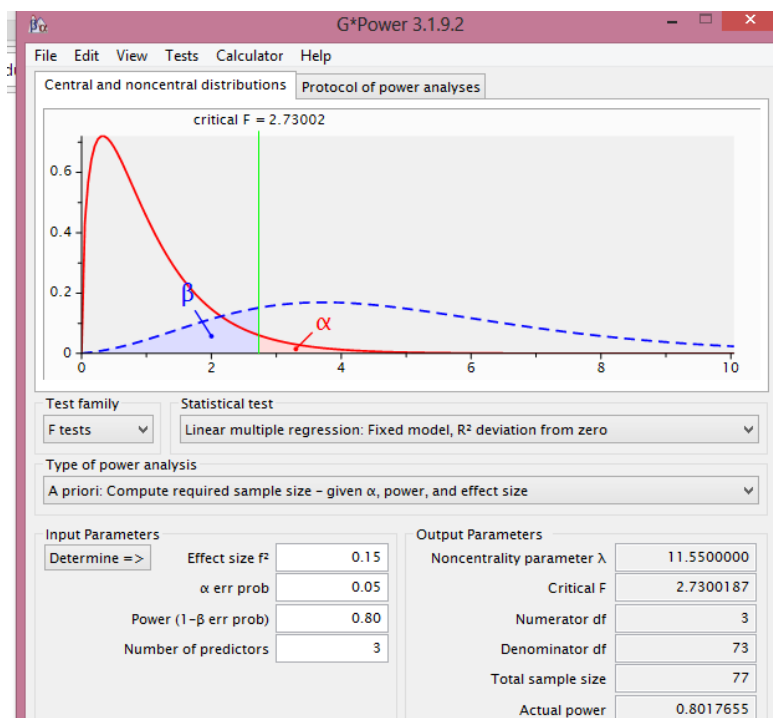 βα G*Power 3.1.9.2
File Edit View Tests Calculator Help
Central and noncentral distributions Protocol of power analyses
critical F = 2.73002
0.6
0.4
0.2
β
α
0
0 2 4 6 8 10
Test family Statistical test
F tests Linear multiple regression: Fixed model, R² deviation from zero
Type of power analysis
A priori: Compute required sample size – given α, power, and effect size
Input Parameters Output Parameters
Determine => Effect size f² 0.15 Noncentrality parameter λ 11.5500000
α err prob 0.05 Critical F 2.7300187
Power (1-β err prob) 0.80 Numerator df 3
Number of predictors 3 Denominator df 73
Total sample size 77
Actual power 0.8017655